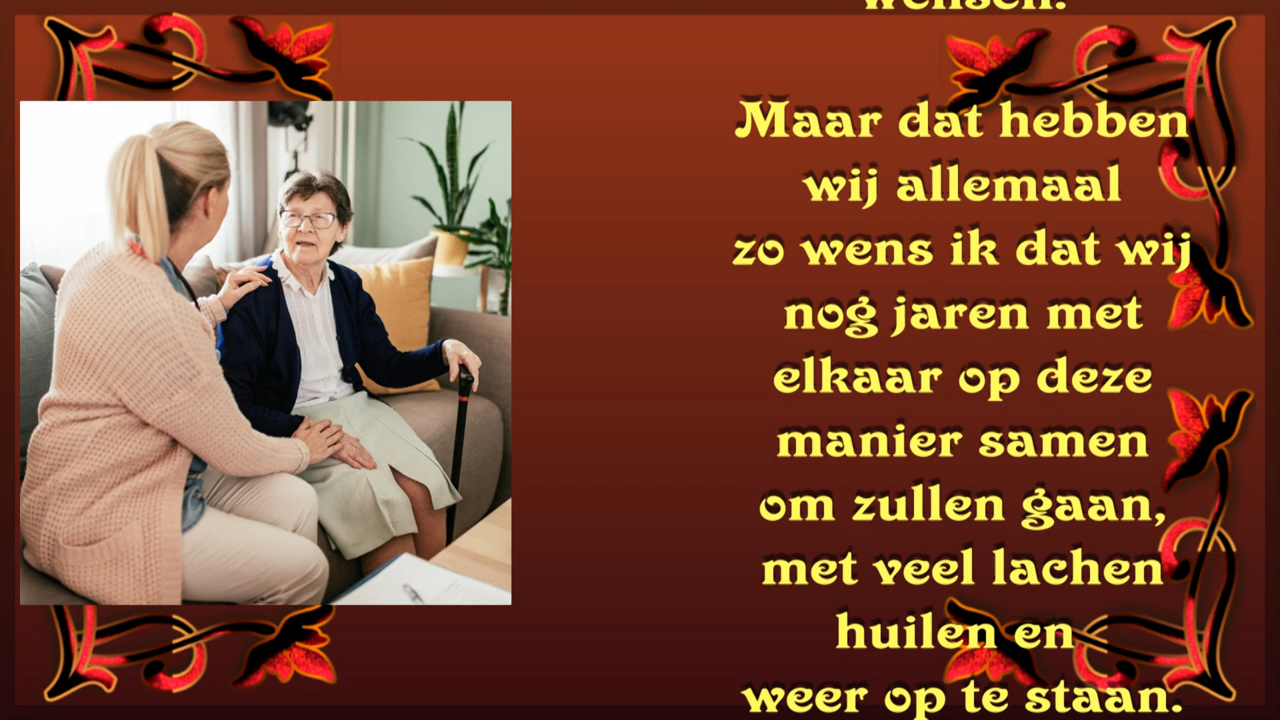 wensen.
Maar dat hebben
wij allemaal
zo wens ik dat wij
nog jaren met
elkaar op deze
manier samen
om zullen gaan,
met veel lachen
huilen en
weer op te staan.